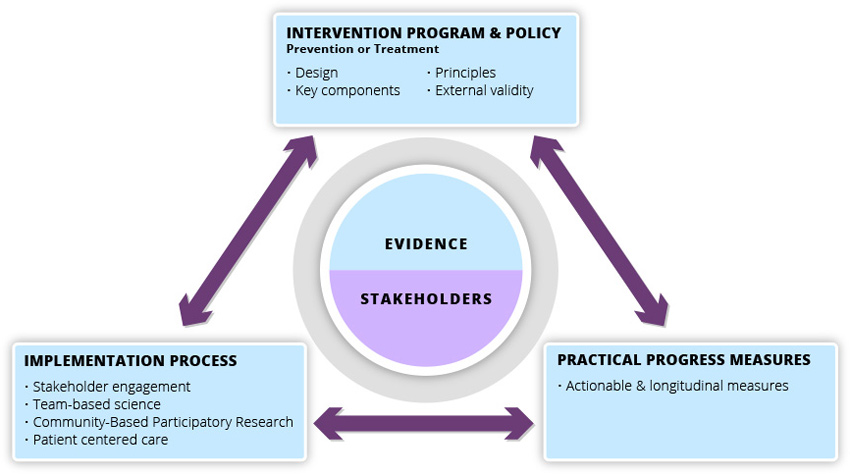 INTERVENTION PROGRAM & POLICY
Prevention or Treatment
· Design
· Principles
· Key components
· External validity
EVIDENCE
STAKEHOLDERS
IMPLEMENTATION PROCESS
· Stakeholder engagement
· Team-based science
· Community-Based Participatory Research
· Patient centered care
PRACTICAL PROGRESS MEASURES
· Actionable & longitudinal measures